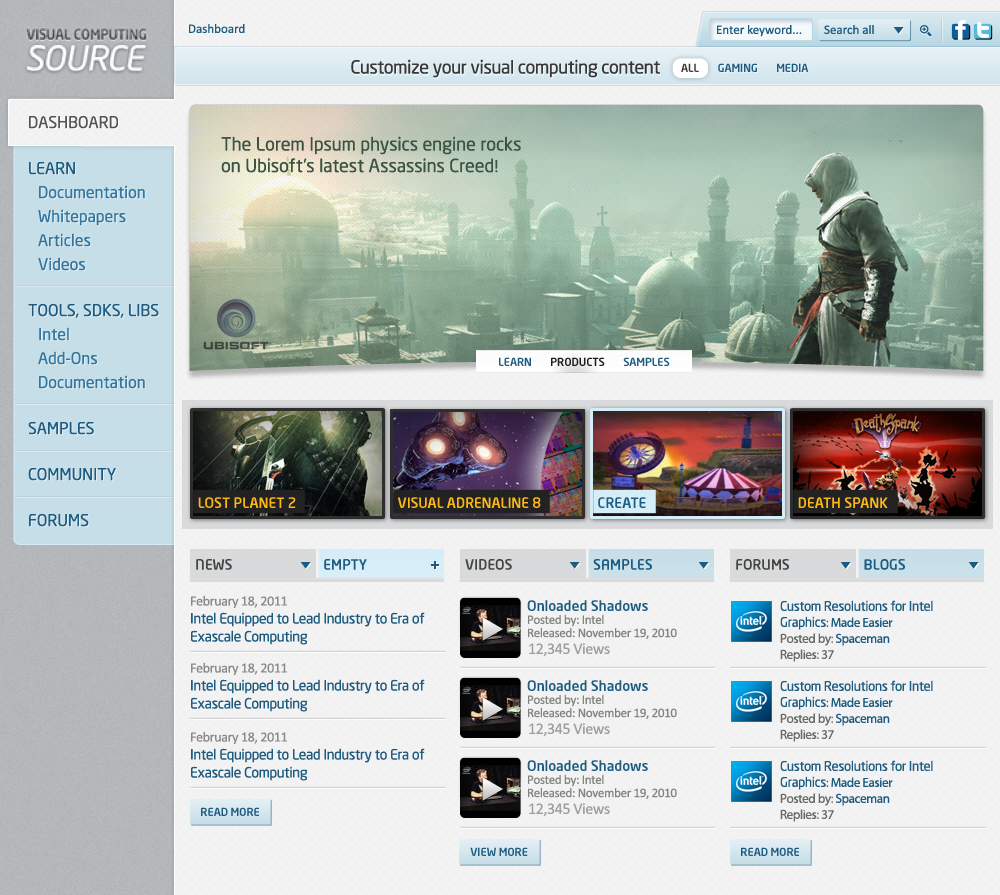 VISUAL COMPUTING
SOURCE
Dashboard
Enter keyword...
Search all
f
t
Customize your visual computing content
ALL
GAMING
MEDIA
DASHBOARD
LEARN
Documentation
Whitepapers
Articles
Videos
TOOLS, SDKS, LIBS
Intel
Add-Ons
Documentation
SAMPLES
COMMUNITY
FORUMS
The Lorem Ipsum physics engine rocks
on Ubisoft's latest Assassins Creed!
UBISOFT
LEARN
PRODUCTS
SAMPLES
LOST PLANET 2
VISUAL ADRENALINE 8
CREATE
DeathSpank
DEATH SPANK
NEWS
EMPTY
+
February 18, 2011
Intel Equipped to Lead Industry to Era of
Exascale Computing
February 18, 2011
Intel Equipped to Lead Industry to Era of
Exascale Computing
February 18, 2011
Intel Equipped to Lead Industry to Era of
Exascale Computing
READ MORE
VIDEOS
SAMPLES
Onloaded Shadows
Posted by: Intel
Released: November 19, 2010
12,345 Views
Onloaded Shadows
Posted by: Intel
Released: November 19, 2010
12,345 Views
Onloaded Shadows
Posted by: Intel
Released: November 19, 2010
12,345 Views
VIEW MORE
FORUMS
BLOGS
intel
Custom Resolutions for Intel
Graphics: Made Easier
Posted by: Spaceman
Replies: 37
intel
Custom Resolutions for Intel
Graphics: Made Easier
Posted by: Spaceman
Replies: 37
intel
Custom Resolutions for Intel
Graphics: Made Easier
Posted by: Spaceman
Replies: 37
READ MORE